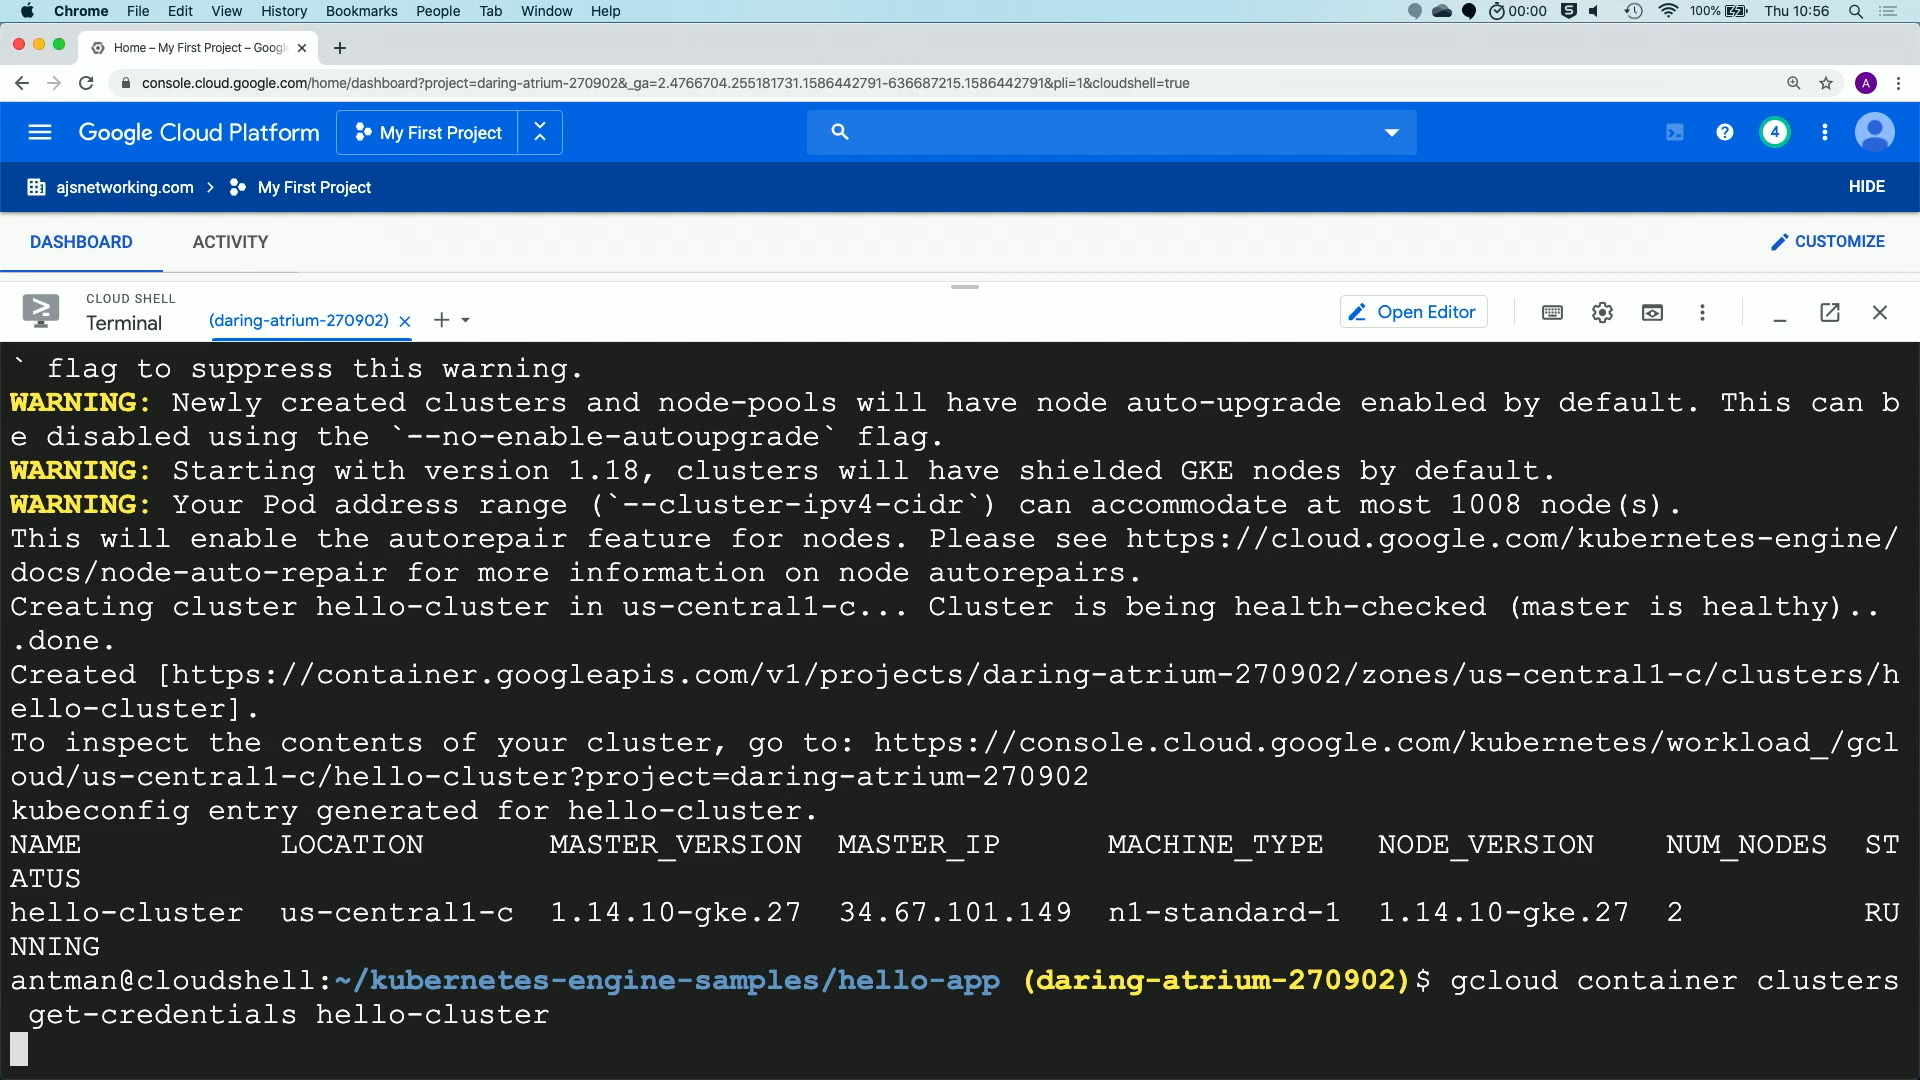 Chrome File Edit View History Bookmarks People Tab Window Help
00:00 100% Thu 10:56
Home – My First Project – Googl
console.cloud.google.com/home/dashboard?project=daring-atrium-270902&_ga=2.4766704.255181731.1586442791-636687215.1586442791&pli=1&cloudshell=true
A
Google Cloud Platform My First Project
4
ajsnetworking.com My First Project HIDE
DASHBOARD ACTIVITY CUSTOMIZE
CLOUD SHELL
Terminal (daring-atrium-270902) Open Editor
` flag to suppress this warning.
WARNING: Newly created clusters and node-pools will have node auto-upgrade enabled by default. This can b
e disabled using the `--no-enable-autoupgrade` flag.
WARNING: Starting with version 1.18, clusters will have shielded GKE nodes by default.
WARNING: Your Pod address range (`--cluster-ipv4-cidr`) can accommodate at most 1008 node(s).
This will enable the autorepair feature for nodes. Please see https://cloud.google.com/kubernetes-engine/
docs/node-auto-repair for more information on node autorepairs.
Creating cluster hello-cluster in us-central1-c... Cluster is being health-checked (master is healthy)..
.done.
Created [https://container.googleapis.com/v1/projects/daring-atrium-270902/zones/us-central1-c/clusters/h
ello-cluster].
To inspect the contents of your cluster, go to: https://console.cloud.google.com/kubernetes/workload_/gcl
oud/us-central1-c/hello-cluster?project=daring-atrium-270902
kubeconfig entry generated for hello-cluster.
NAME LOCATION MASTER_VERSION MASTER_IP MACHINE_TYPE NODE_VERSION NUM_NODES ST
ATUS
hello-cluster us-central1-c 1.14.10-gke.27 34.67.101.149 n1-standard-1 1.14.10-gke.27 2 RU
NNING
antman@cloudshell:~/kubernetes-engine-samples/hello-app (daring-atrium-270902)$ gcloud container clusters
get-credentials hello-cluster